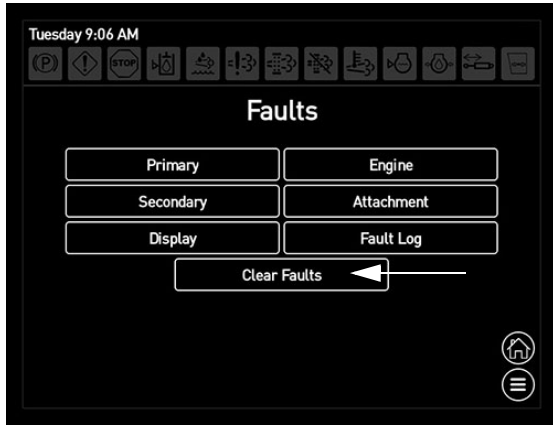 Tuesday 9:06 AM
P
STOP
Faults
Primary Engine
Secondary Attachment
Display Fault Log
Clear Faults